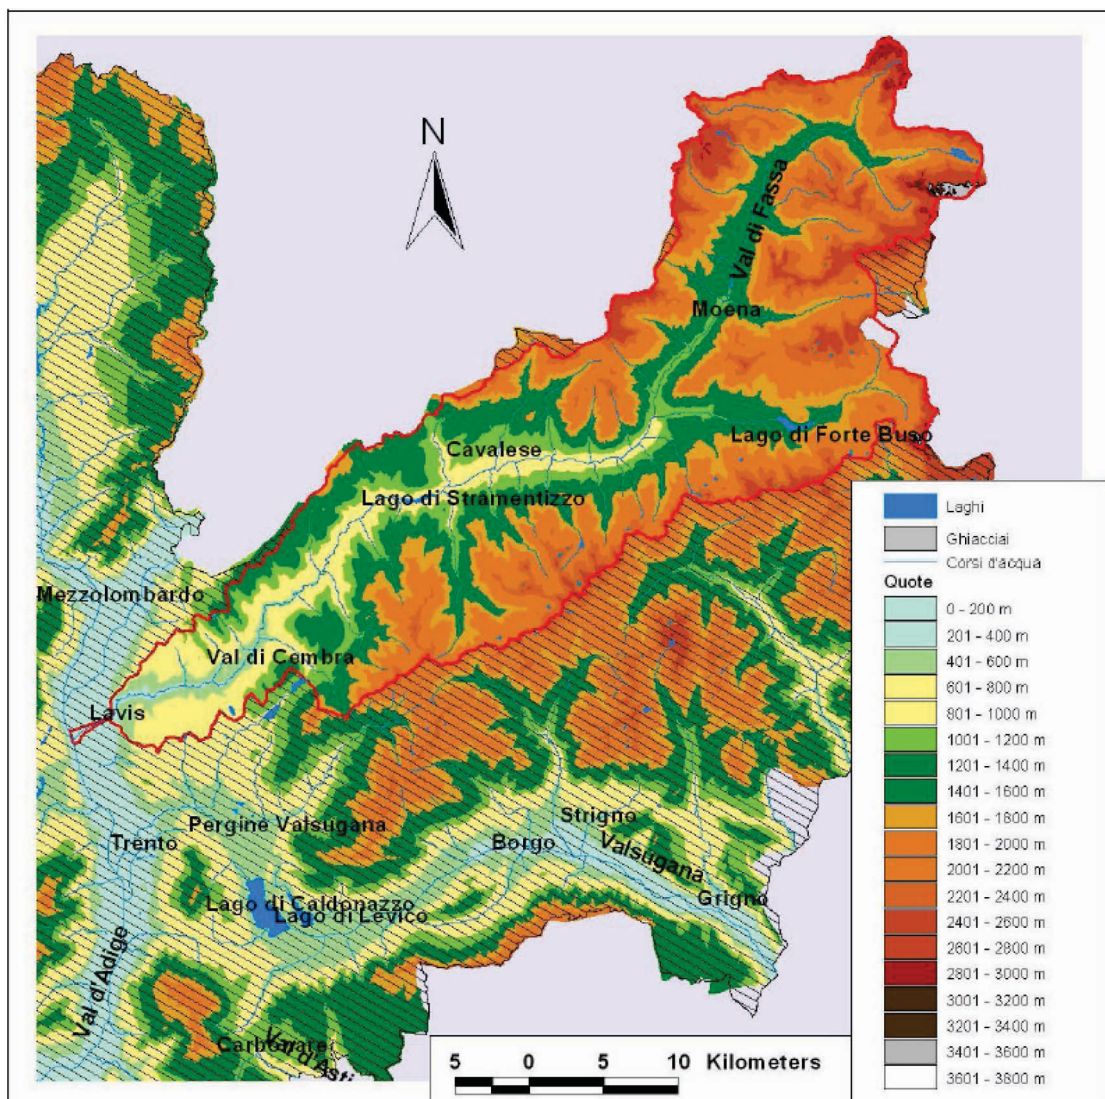 N
Val di Fassa
Moena
Lago di Forte Buso
Cavalese
Lago di Stramentizzo
Mezzolombardo
Val di Cembra
Lavis
Pergine Valsugana
Trento
Strigno
Borgo
Valsugana
Grigno
Lago di Caldonazzo
Lago di Levico
Val d'Adige
Carbonare
Val d'Asti
Laghi
Ghiacciai
Corsi d'acqua
Quote
0 - 200 m
201 - 400 m
401 - 600 m
601 - 800 m
801 - 1000 m
1001 - 1200 m
1201 - 1400 m
1401 - 1600 m
1601 - 1800 m
1801 - 2000 m
2001 - 2200 m
2201 - 2400 m
2401 - 2600 m
2601 - 2800 m
2801 - 3000 m
3001 - 3200 m
3201 - 3400 m
3401 - 3600 m
3601 - 3800 m
5 0 5 10 Kilometers